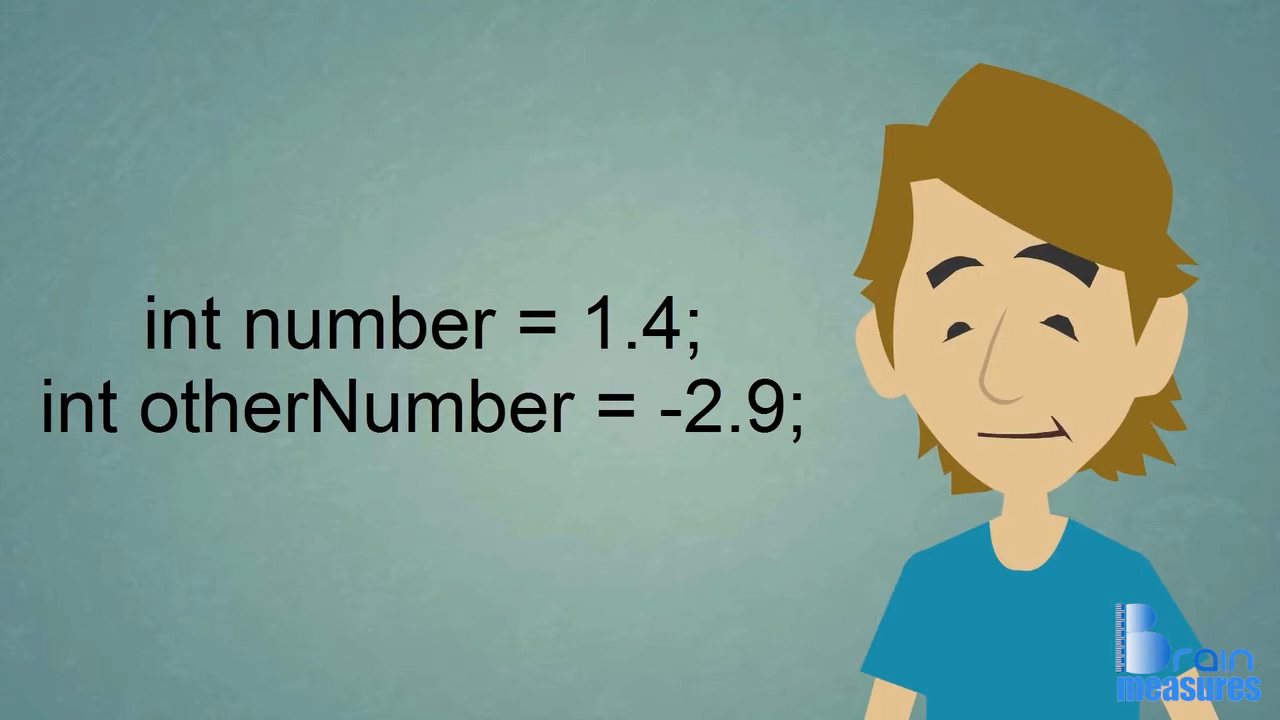 int number = 1.4;
int otherNumber = -2.9;
Brain
measures